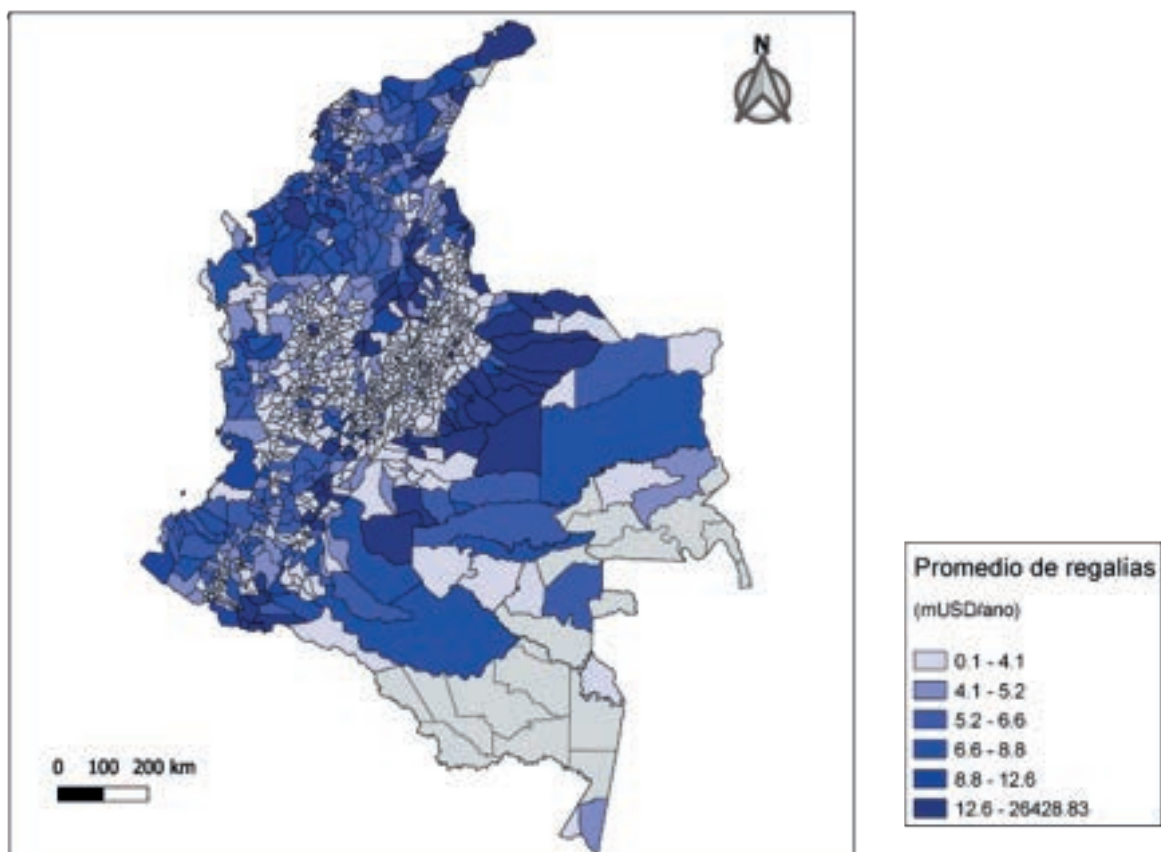 N
Promedio de regalias
(mUSD/ano)
0.1 - 4.1
4.1 - 5.2
5.2 - 6.6
6.6 - 8.8
8.8 - 12.6
12.6 - 26428.83
0 100 200 km